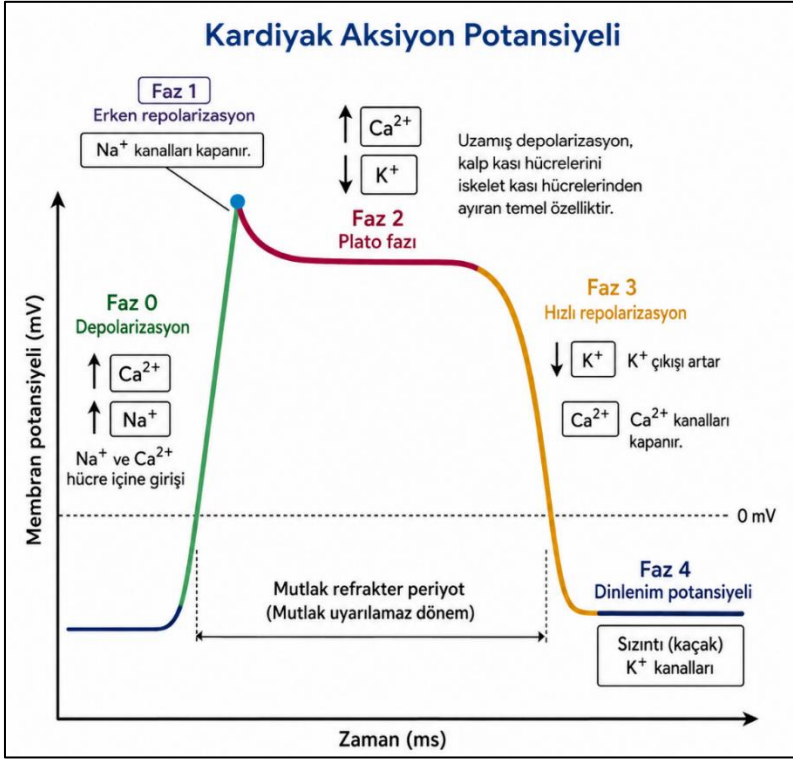 Kardiyak Aksiyon Potansiyeli
Faz 1
Erken repolarizasyon
Na⁺ kanalları kapanır.
↑ Ca²⁺
↓ K⁺
Faz 2
Plato fazı
Uzamış depolarizasyon,
kalp kası hücrelerini
iskelet kası hücrelerinden
ayıran temel özelliktir.
Faz 0
Depolarizasyon
↑ Ca²⁺
↑ Na⁺
Na⁺ ve Ca²⁺
hücre içine girişi
Faz 3
Hızlı repolarizasyon
↓ K⁺ K⁺ çıkışı artar
Ca²⁺ Ca²⁺ kanalları
kapanır.
0 mV
Mutlak refrakter periyot
(Mutlak uyarılamaz dönem)
Faz 4
Dinlenim potansiyeli
Sızıntı (kaçak)
K⁺ kanalları
Membran potansiyeli (mV)
Zaman (ms)